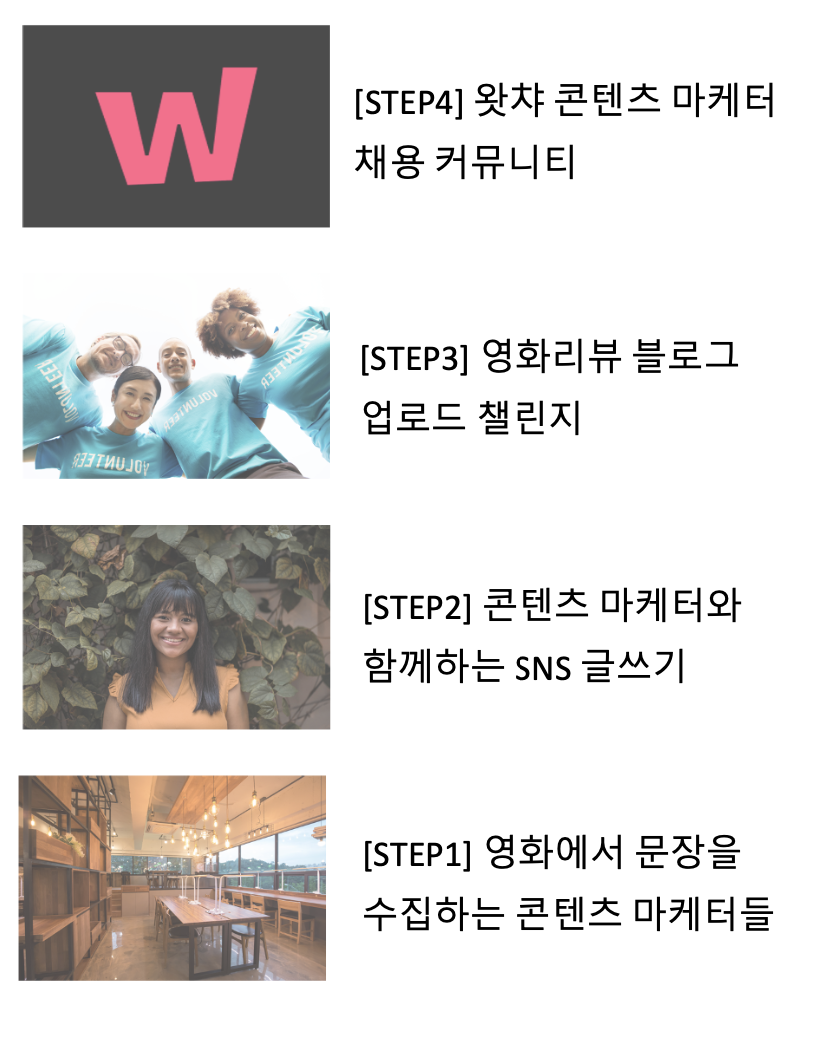 W
[STEP4] 왓챠 콘텐츠 마케터
채용 커뮤니티
VOLUNTEER
VOLUNTEER
VOLUNTEER
VOLUNTEER
[STEP3] 영화리뷰 블로그
업로드 챌린지
[STEP2] 콘텐츠 마케터와
함께하는 SNS 글쓰기
[STEP1] 영화에서 문장을
수집하는 콘텐츠 마케터들